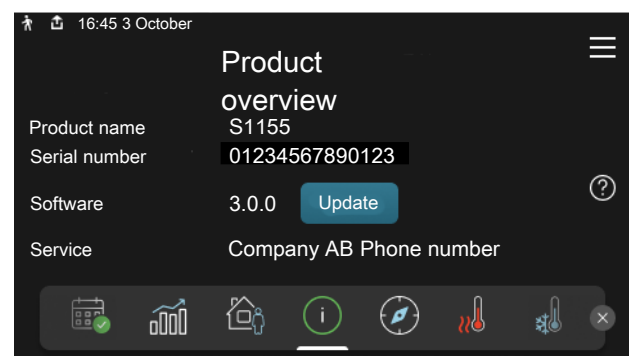 16:45 3 October
Product
overview
Product name S1155
Serial number 01234567890123
Software 3.0.0 Update
Service Company AB Phone number